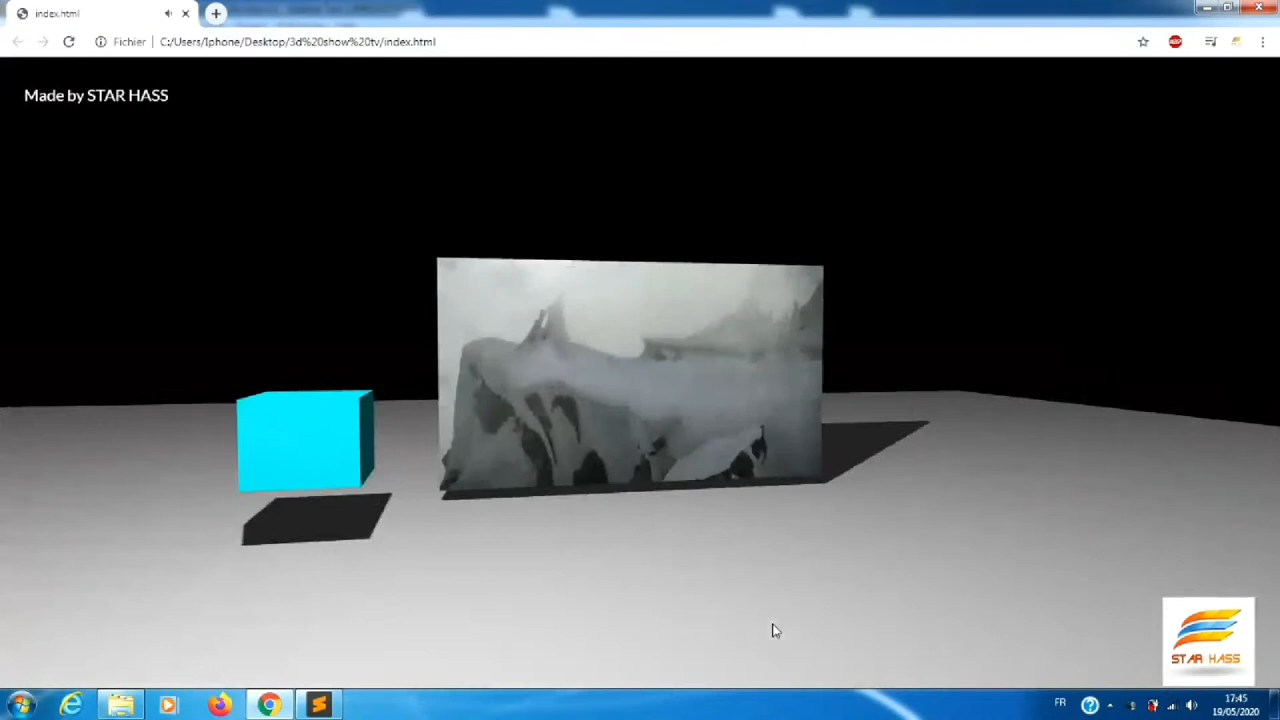 index.html
Fichier
C:/Users/Iphone/Desktop/3d%20show%20tv/index.html
ABP
Made by STAR HASS
STAR HASS
FR
17:45
19/05/2020